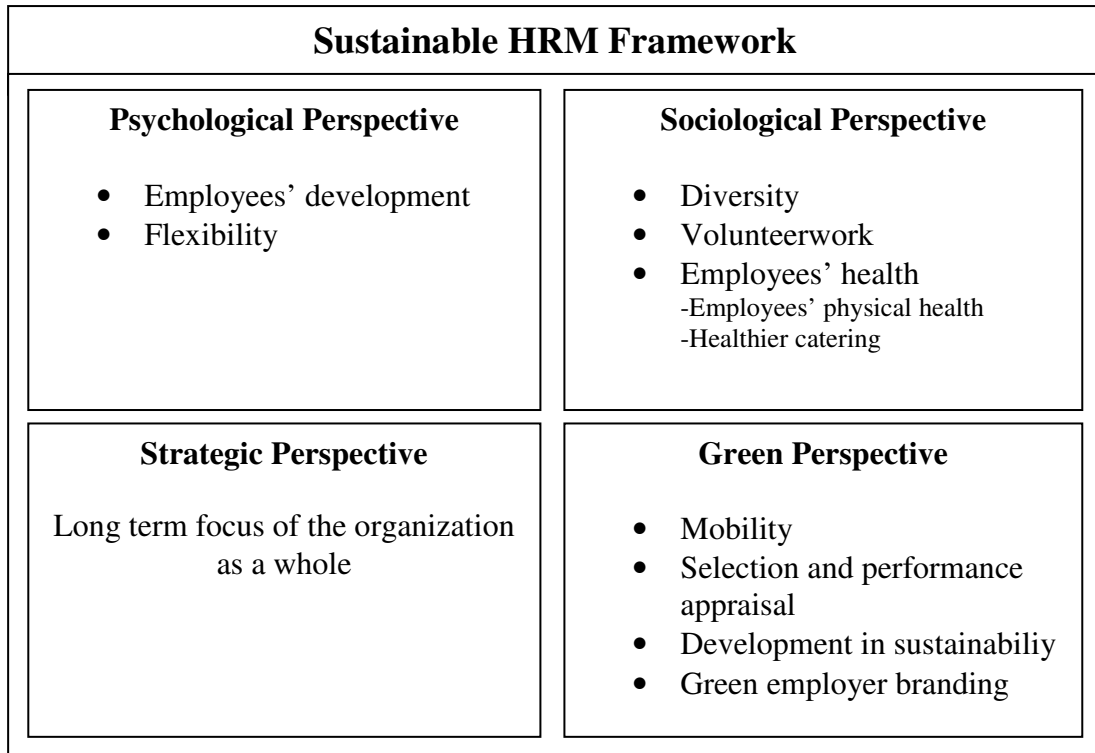 Sustainable HRM Framework
Psychological Perspective
• Employees’ development
• Flexibility
Sociological Perspective
• Diversity
• Volunteerwork
• Employees’ health
-Employees’ physical health
-Healthier catering
Strategic Perspective
Long term focus of the organization
as a whole
Green Perspective
• Mobility
• Selection and performance
appraisal
• Development in sustainabiliy
• Green employer branding